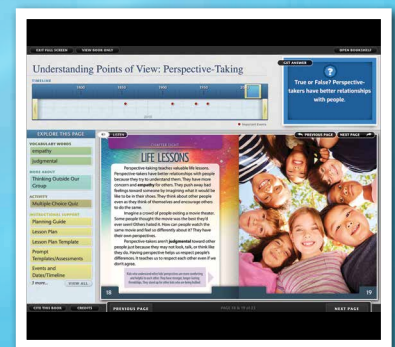 EXIT FULL SCREEN
VIEW BOOK ONLY
OPEN BOOKSHELF
Understanding Points of View: Perspective-Taking
TIMELINE
GET ANSWER
?
True or False? Perspective-
takers have better relationships
with people.
EXPLORE THIS PAGE
VOCABULARY WORDS
empathy
judgmental
Thinking Outside Our
Group
ACTIVITY
Multiple Choice Quiz
INSTRUCTIONAL SUPPORT
Planning Guide
Lesson Plan
Lesson Plan Template
Prompt
Templates/Assessments
Events and
Dates/Timeline
2 more...
VIEW ALL
LISTEN
PREVIOUS PAGE
NEXT PAGE
LIFE LESSONS
Perspective-taking teaches valuable life lessons.
Perspective-takers have better relationships with people
because they try to understand them. They have more
concern and empathy for others. They push away bad
feelings toward someone by imagining what it would be
like to be in their shoes. They think about other people
even as they think of themselves and encourage others
to do the same.
Imagine a crowd of people exiting a movie theater.
Some people thought the movie was the best they'd
ever seen! Others hated it. How can people watch the
same movie and feel so differently about it? They have
their own perspectives.
Perspective-takers aren't judgmental toward other
people just because they may not look, talk, or think like
they do. Having perspective helps us respect people's
differences. It teaches us to respect each other even if we
don't agree.
18
19
CITE THIS BOOK
CREDITS
PREVIOUS PAGE
NEXT PAGE